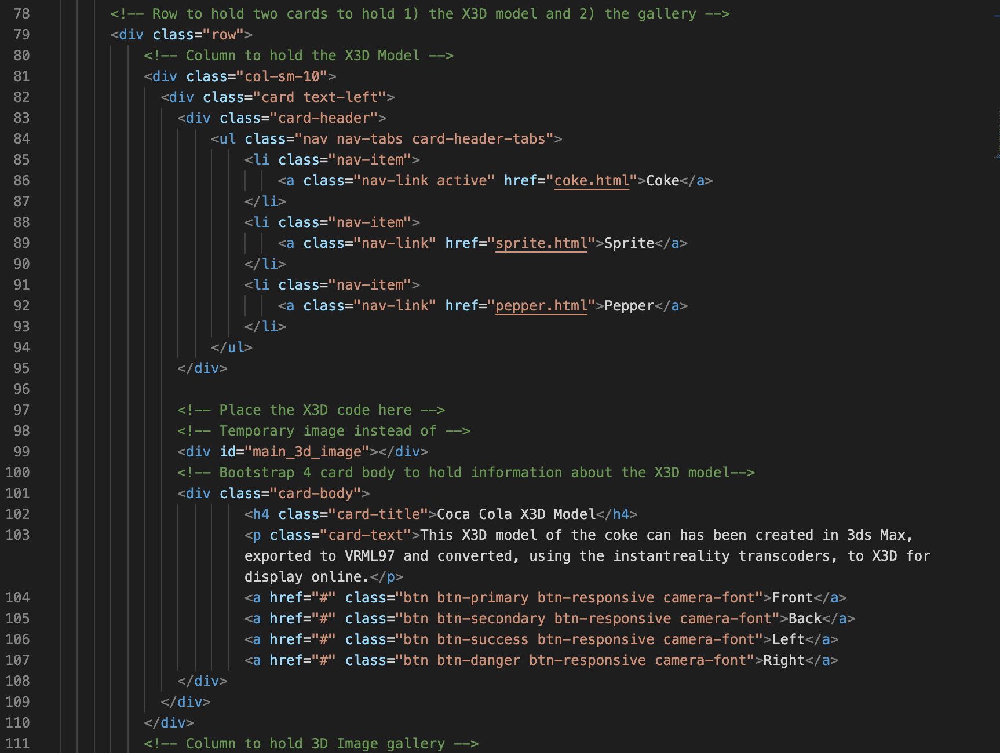 78 <!-- Row to hold two cards to hold 1) the X3D model and 2) the gallery -->
79 <div class="row">
80 <!-- Column to hold the X3D Model -->
81 <div class="col-sm-10">
82 <div class="card text-left">
83 <div class="card-header">
84 <ul class="nav nav-tabs card-header-tabs">
85 <li class="nav-item">
86 <a class="nav-link active" href="coke.html">Coke</a>
87 </li>
88 <li class="nav-item">
89 <a class="nav-link" href="sprite.html">Sprite</a>
90 </li>
91 <li class="nav-item">
92 <a class="nav-link" href="pepper.html">Pepper</a>
93 </li>
94 </ul>
95 </div>
96
97 <!-- Place the X3D code here -->
98 <!-- Temporary image instead of -->
99 <div id="main_3d_image"></div>
100 <!-- Bootstrap 4 card body to hold information about the X3D model-->
101 <div class="card-body">
102 <h4 class="card-title">Coca Cola X3D Model</h4>
103 <p class="card-text">This X3D model of the coke can has been created in 3ds Max,
exported to VRML97 and converted, using the instantreality transcoders, to X3D for
display online.</p>
104 <a href="#" class="btn btn-primary btn-responsive camera-font">Front</a>
105 <a href="#" class="btn btn-secondary btn-responsive camera-font">Back</a>
106 <a href="#" class="btn btn-success btn-responsive camera-font">Left</a>
107 <a href="#" class="btn btn-danger btn-responsive camera-font">Right</a>
108 </div>
109 </div>
110 </div>
111 <!-- Column to hold 3D Image gallery -->